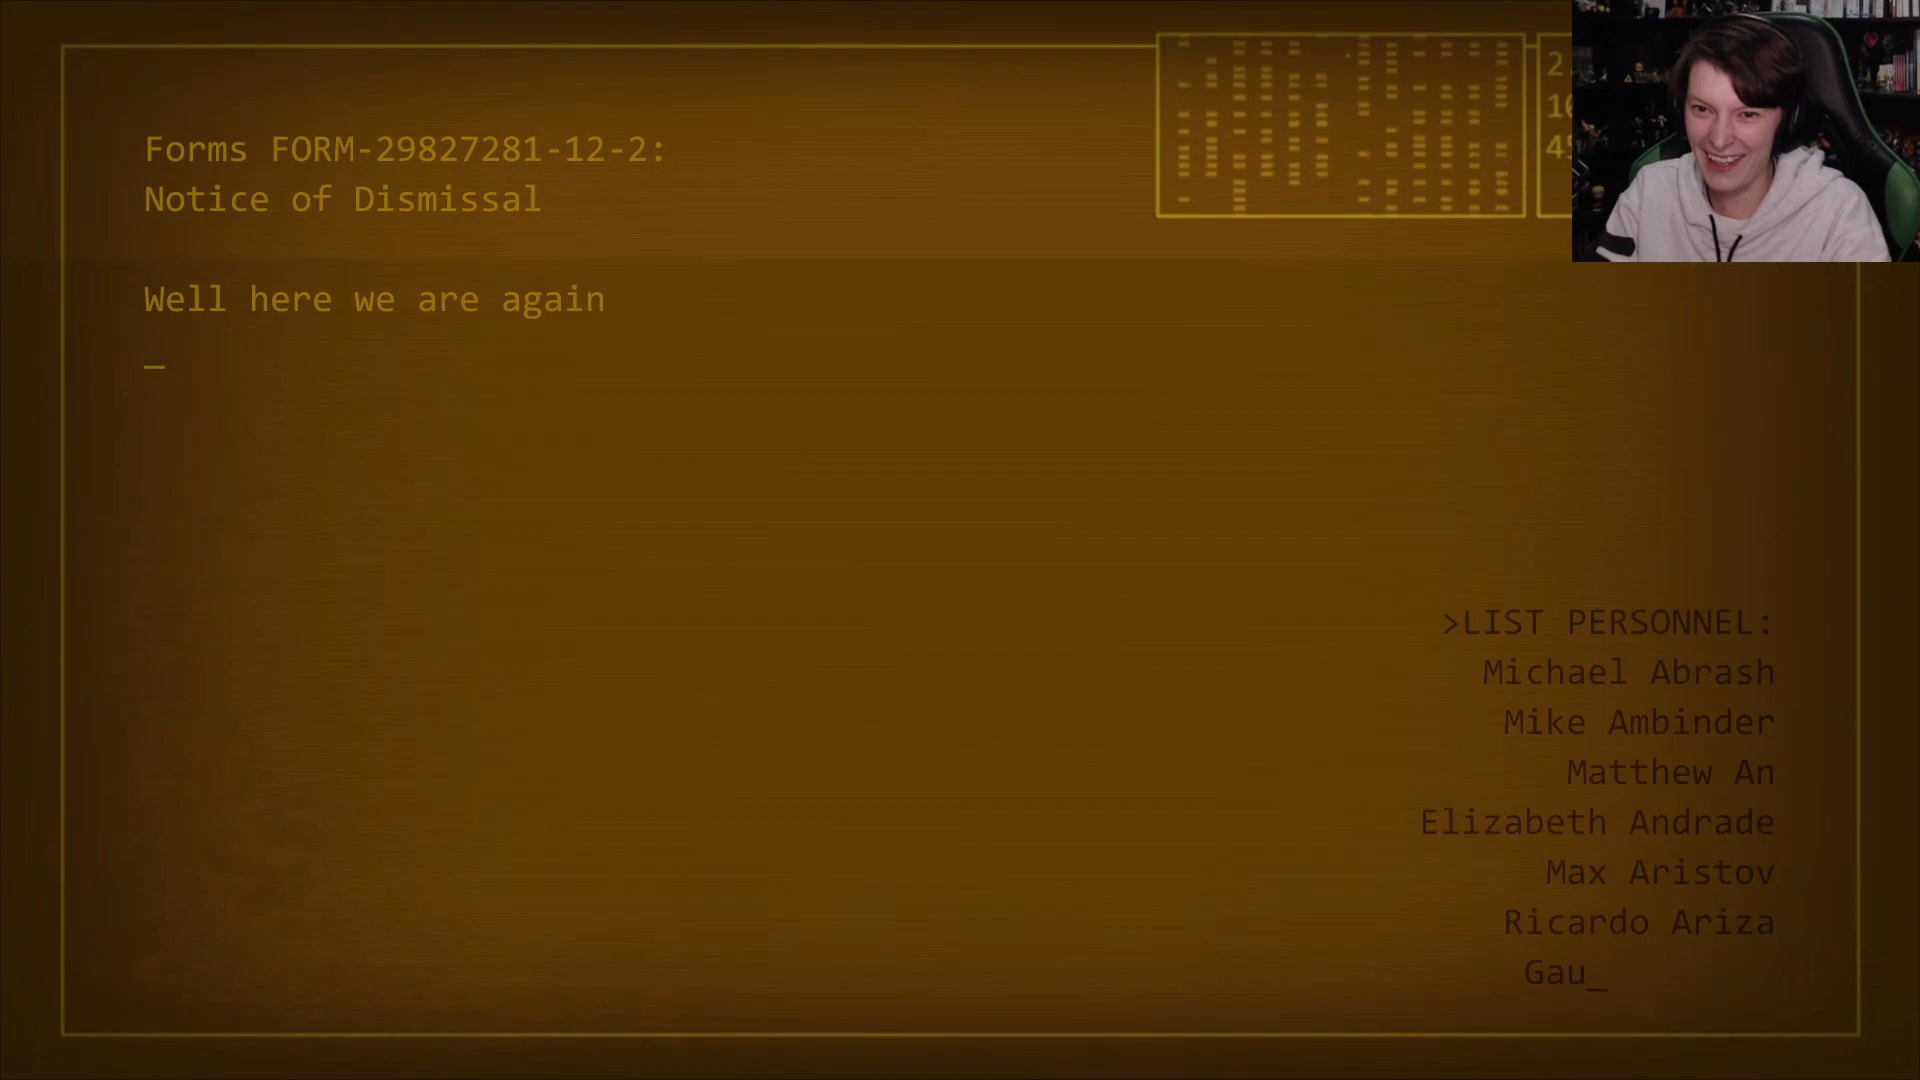 Forms FORM-29827281-12-2:
Notice of Dismissal
Well here we are again
_
>LIST PERSONNEL:
Michael Abrash
Mike Ambinder
Matthew An
Elizabeth Andrade
Max Aristov
Ricardo Ariza
Gau_